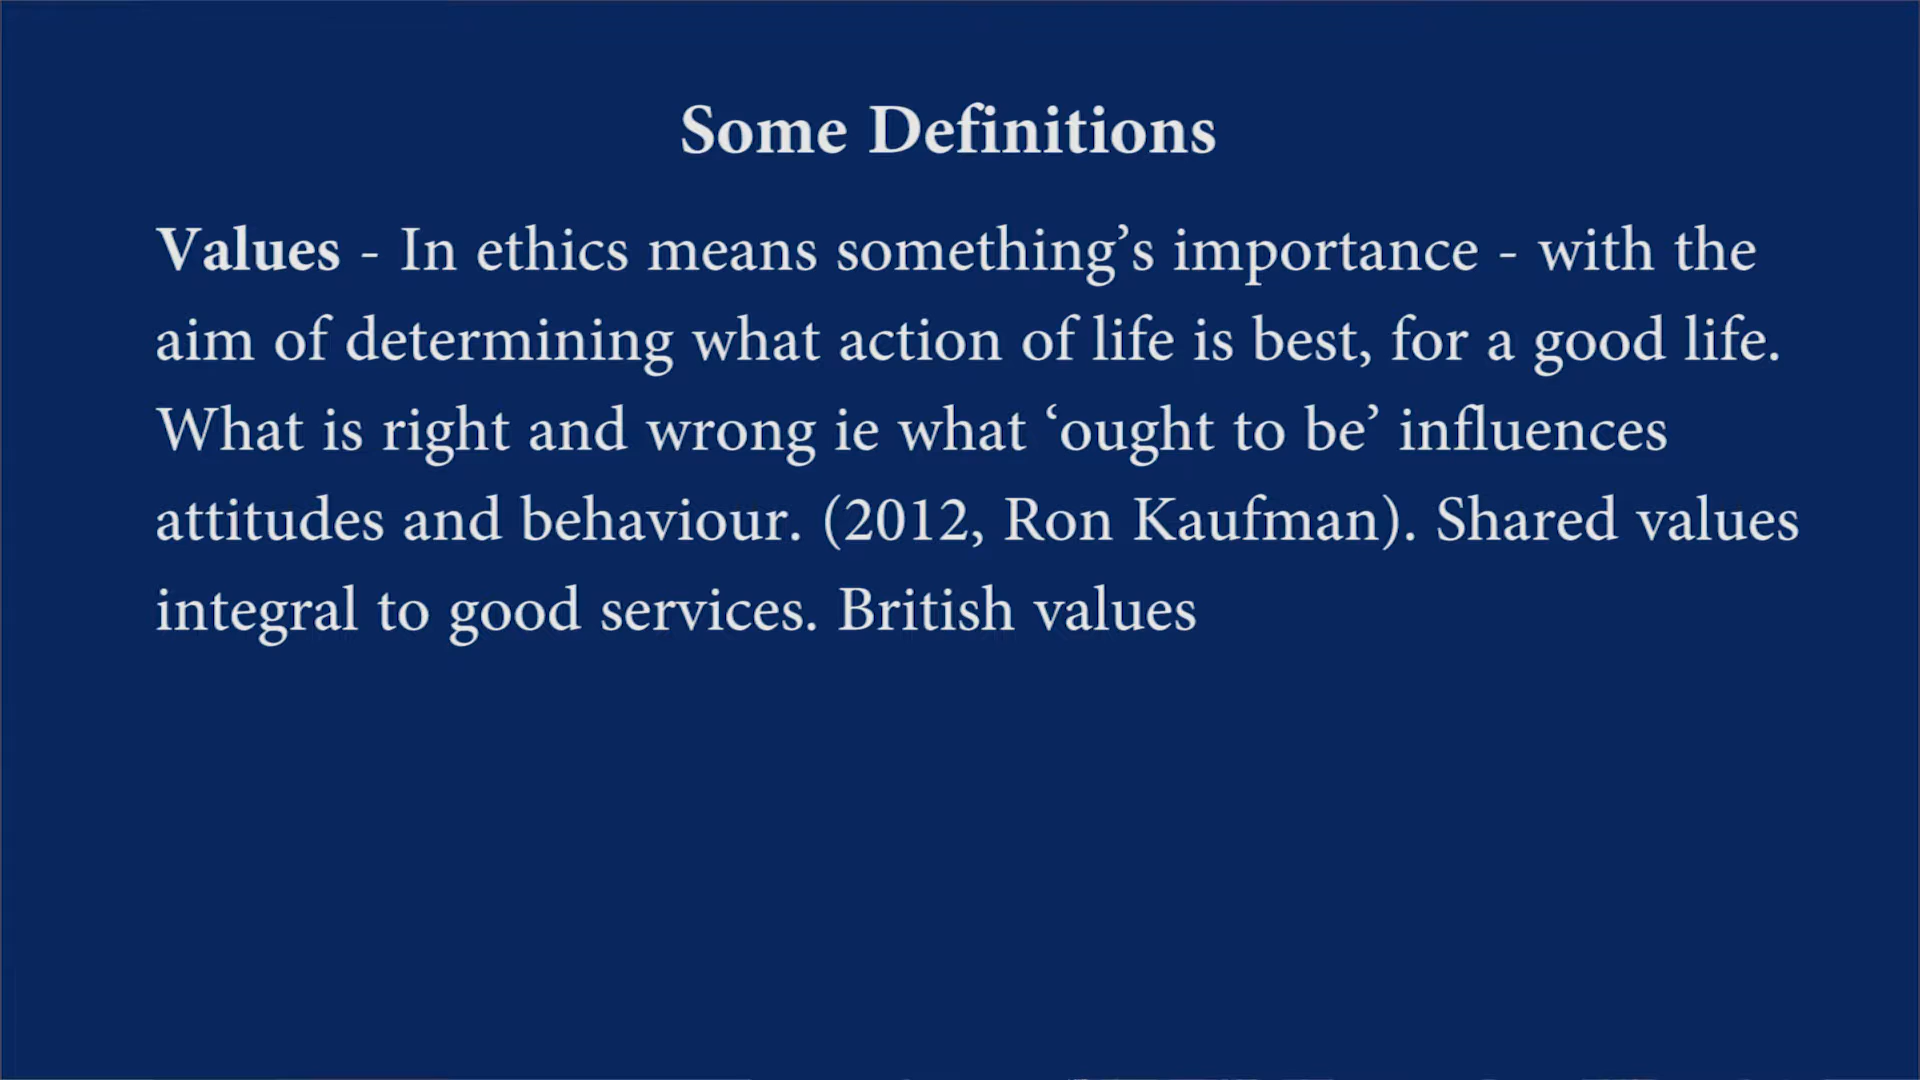 Some Definitions
Values - In ethics means something’s importance - with the
aim of determining what action of life is best, for a good life.
What is right and wrong ie what ‘ought to be’ influences
attitudes and behaviour. (2012, Ron Kaufman). Shared values
integral to good services. British values